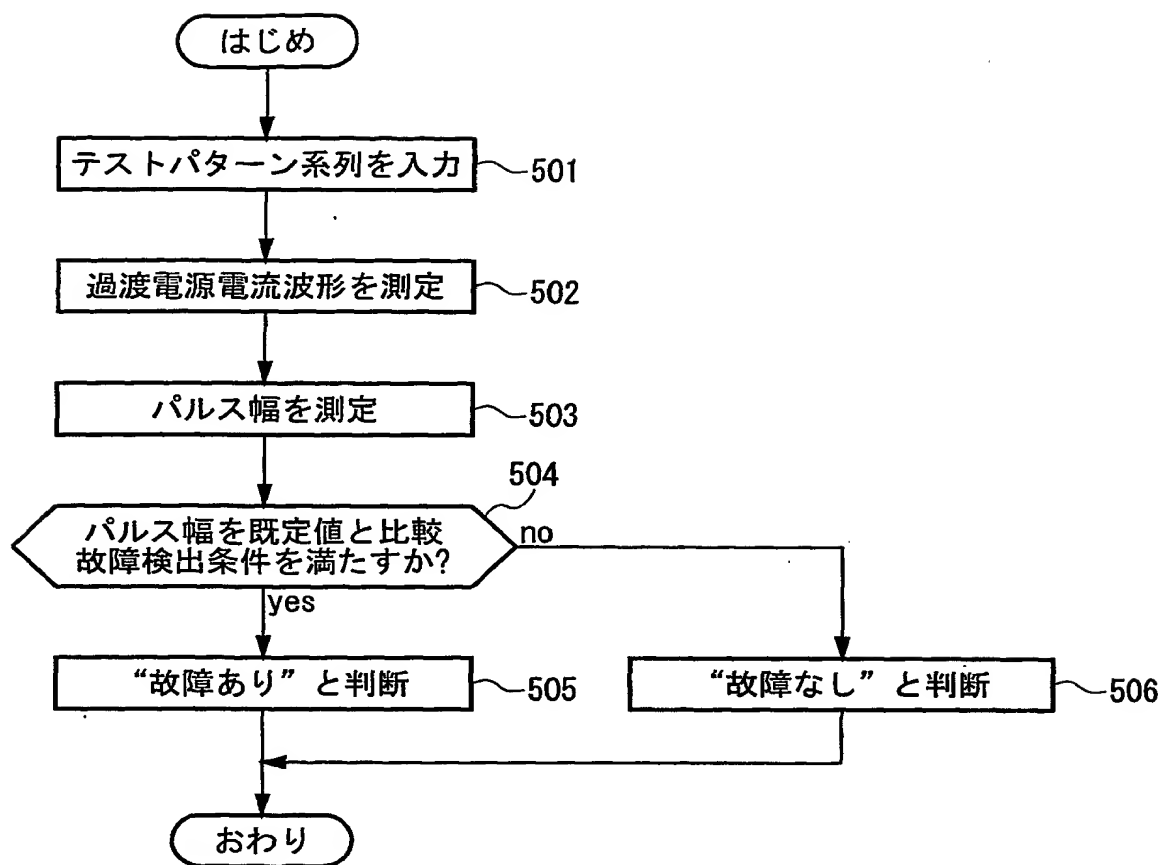 はじめ
テストパターン系列を入力
501
過渡電源電流波形を測定
502
パルス幅を測定
503
504
パルス幅を既定値と比較
故障検出条件を満たすか?
no
yes
“故障あり”と判断
505
“故障なし”と判断
506
おわり